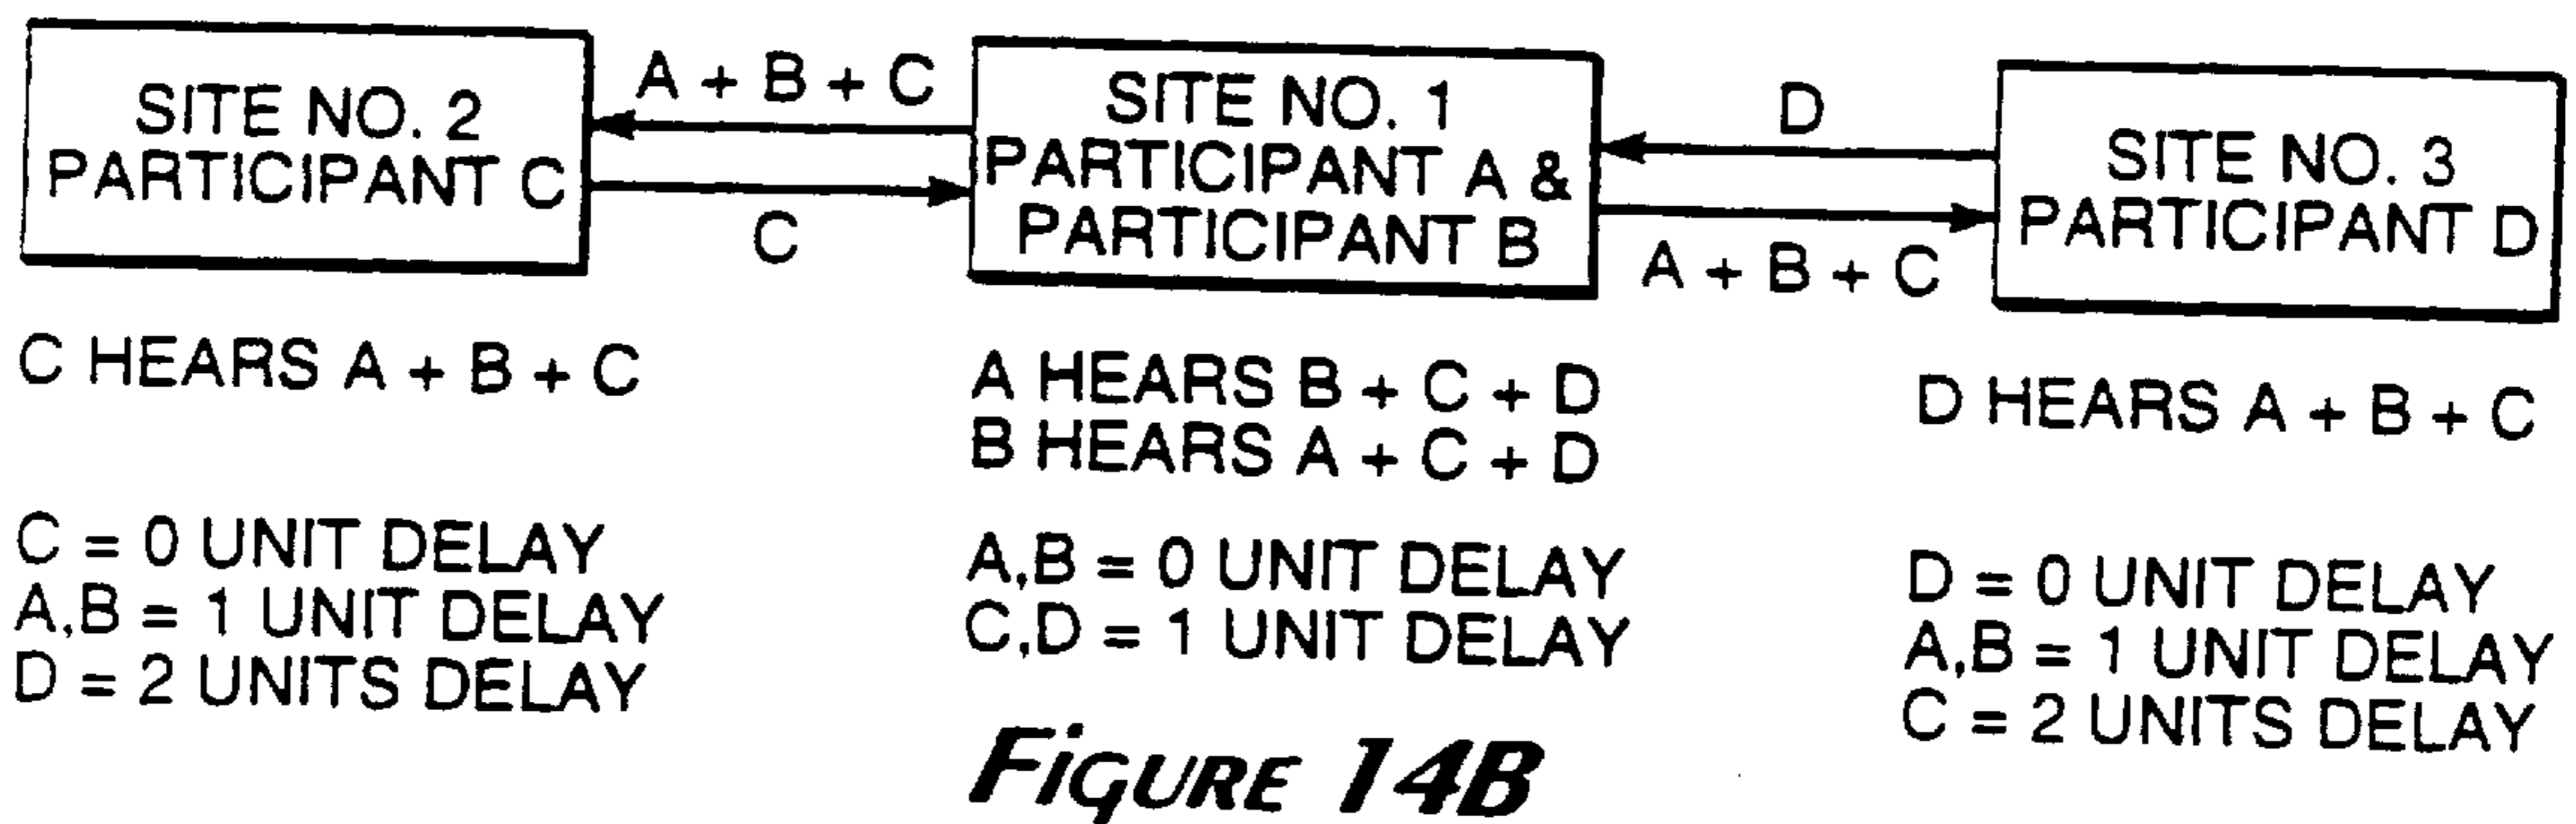 SITE NO. 2
PARTICIPANT C
A + B + C
C
SITE NO. 1
PARTICIPANT A &
PARTICIPANT B
D
A + B + C
SITE NO. 3
PARTICIPANT D
C HEARS A + B + C
A HEARS B + C + D
B HEARS A + C + D
D HEARS A + B + C
C = 0 UNIT DELAY
A,B = 1 UNIT DELAY
D = 2 UNITS DELAY
A,B = 0 UNIT DELAY
C,D = 1 UNIT DELAY
D = 0 UNIT DELAY
A,B = 1 UNIT DELAY
C = 2 UNITS DELAY
FIGURE 14B